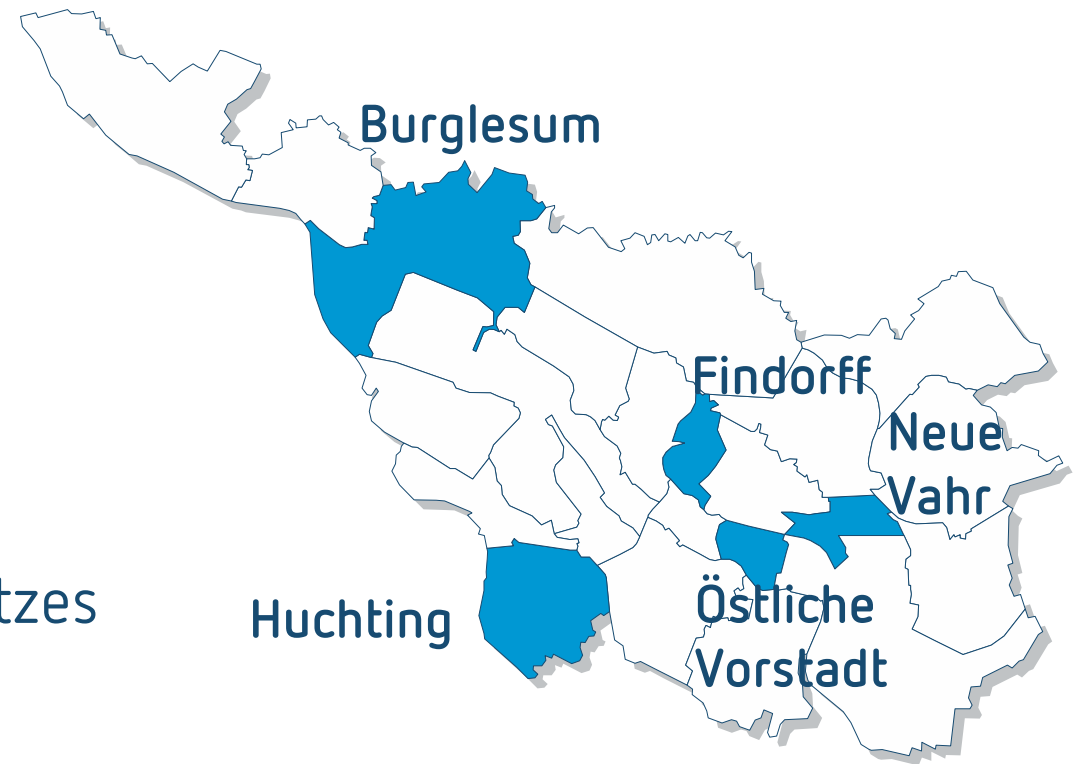 Burglesum
Findorff
Neue
Vahr
tzes
Huchting
Östliche
Vorstadt